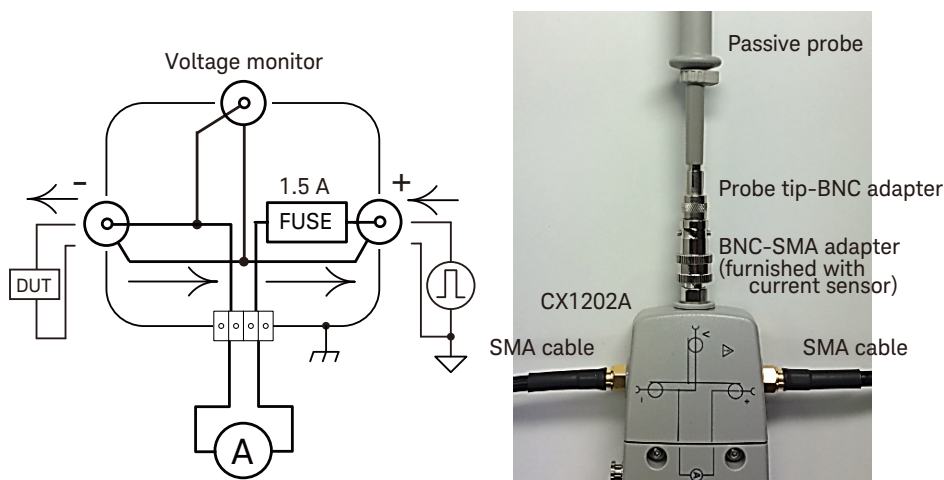 Voltage monitor
-
1.5 A
+
FUSE
DUT
A
Passive probe
Probe tip-BNC adapter
BNC-SMA adapter
(furnished with
current sensor)
CX1202A
SMA cable
SMA cable
V
-
+
A